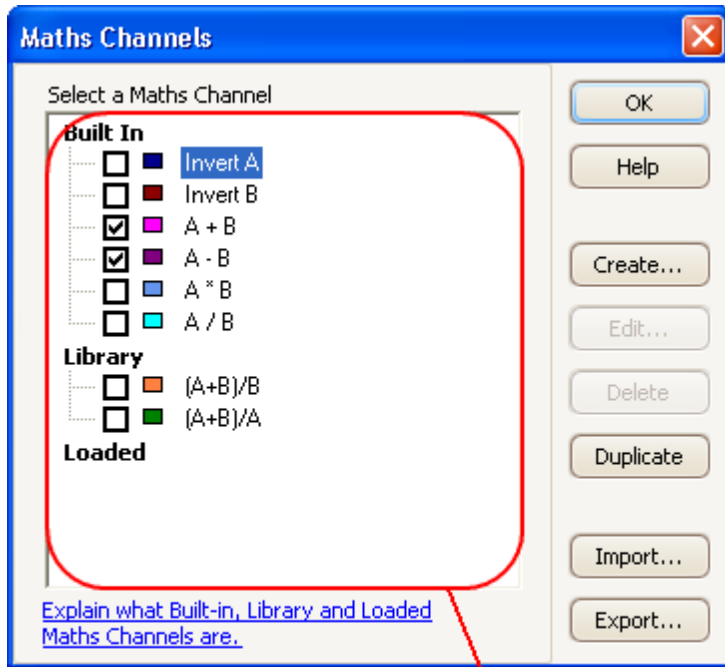 Maths Channels
Select a Maths Channel
Built In
Invert A
Invert B
A + B
A - B
A * B
A / B
Library
(A+B)/B
(A+B)/A
Loaded
Explain what Built-in, Library and Loaded
Maths Channels are.
OK
Help
Create...
Edit...
Delete
Duplicate
Import...
Export...